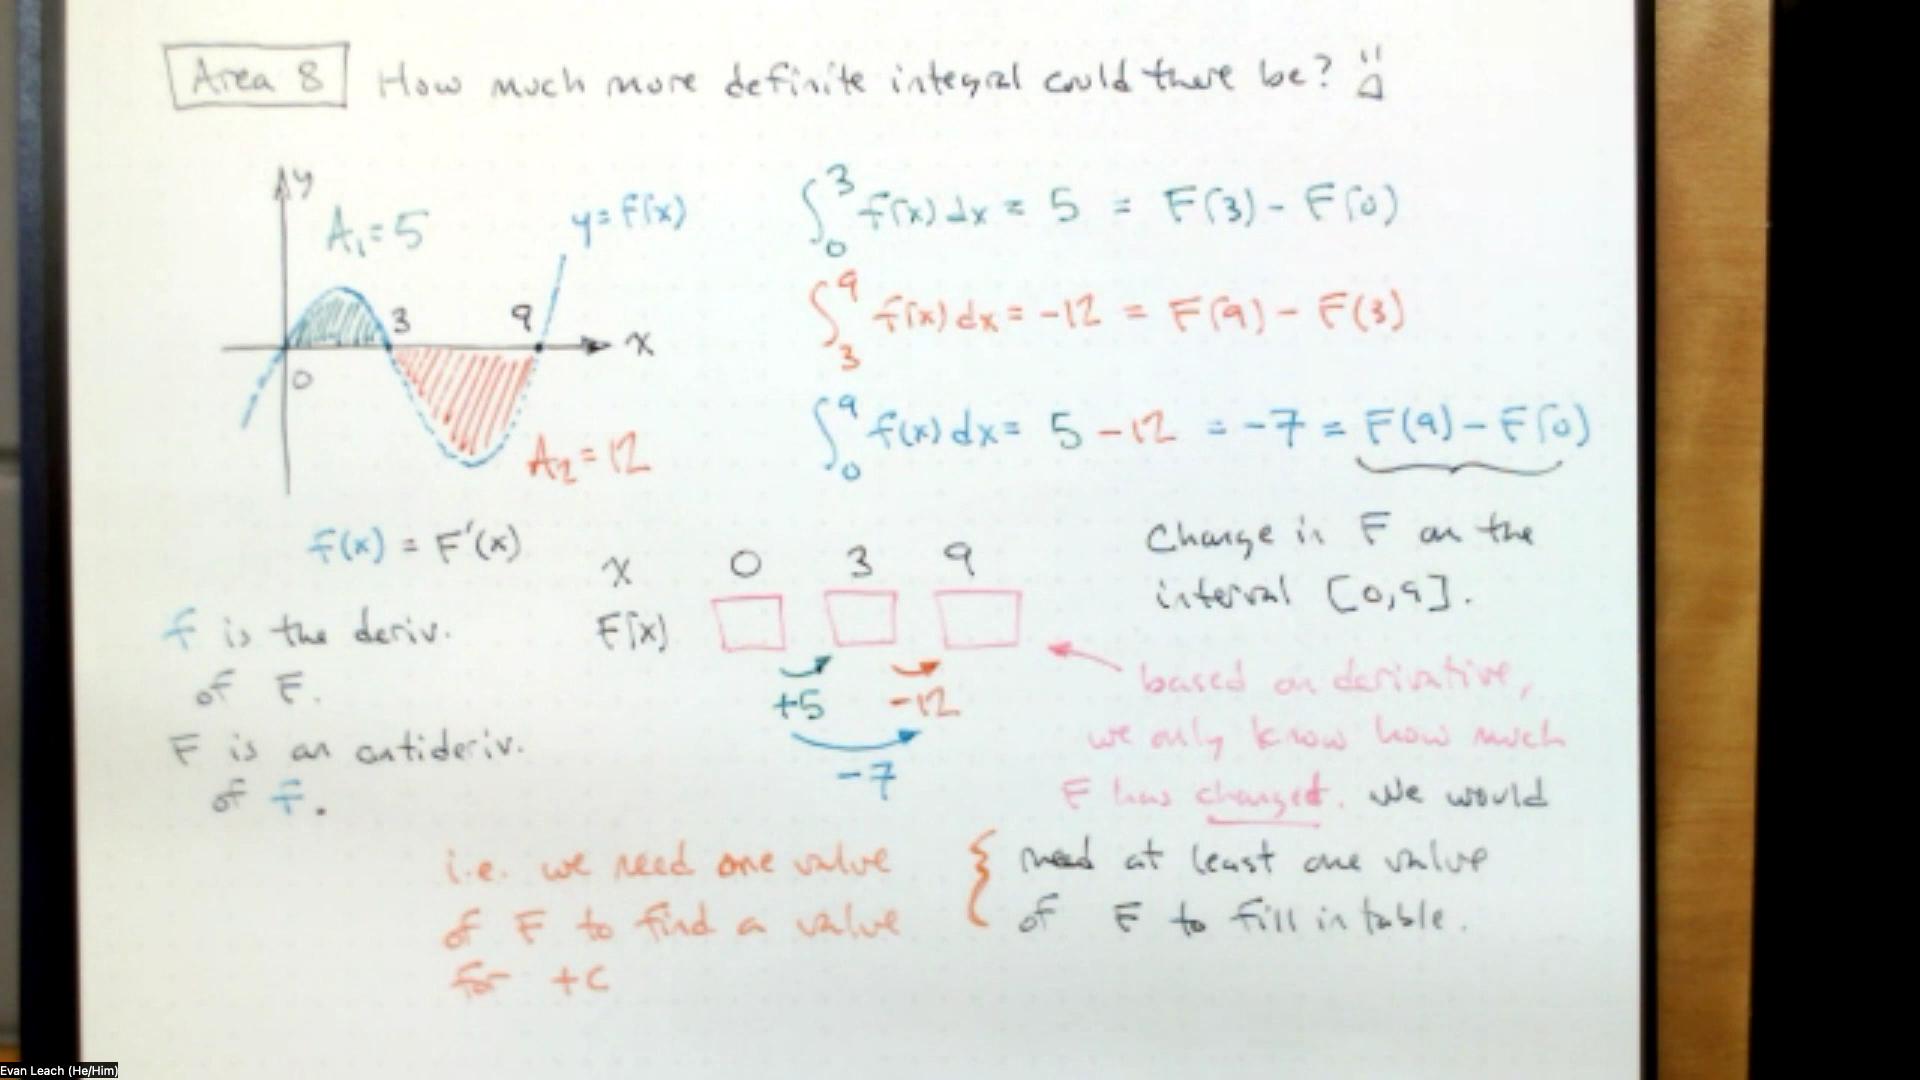 Area 8 How much more definite integral could there be?
y
A₁=5
y=f(x)
3
9
x
0
A₂=12
∫₀³ f(x) dx = 5 = F(3) - F(0)
∫₃⁹ f(x) dx = -12 = F(9) - F(3)
∫₀⁹ f(x) dx = 5 - 12 = -7 = F(9) - F(0)
Change in F on the
interval [0,9].
f(x) = F'(x)
f is the deriv.
of F.
F is an antideriv.
of f.
x 0 3 9
F(x)
+5 -12
-7
based on derivative,
we only know how much
F has changed. We would
need at least one value
of F to fill in table.
i.e. we need one value
of F to find a value
for +C
Evan Leach (He/Him)